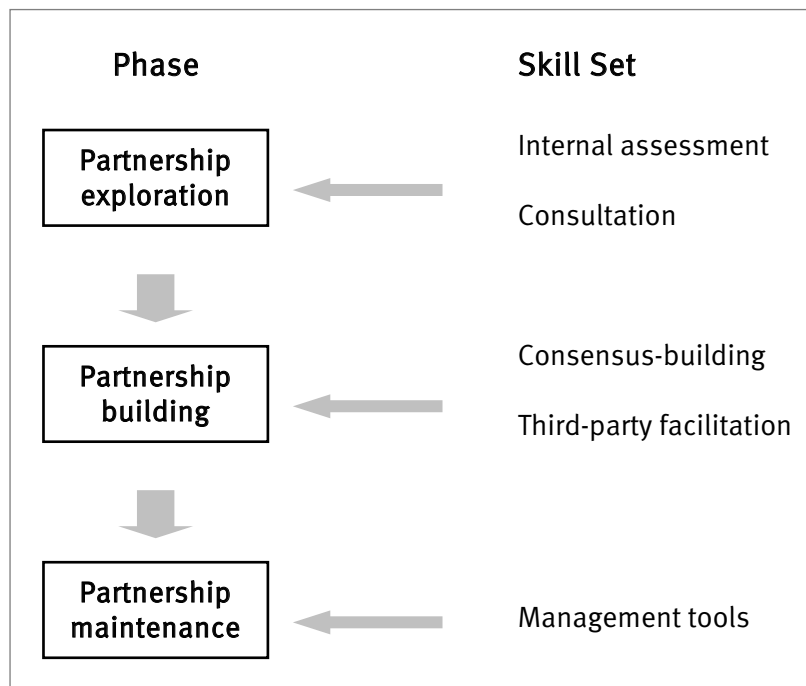 Phase
Skill Set
Partnership
exploration
Internal assessment
Consultation
Partnership
building
Consensus-building
Third-party facilitation
Partnership
maintenance
Management tools